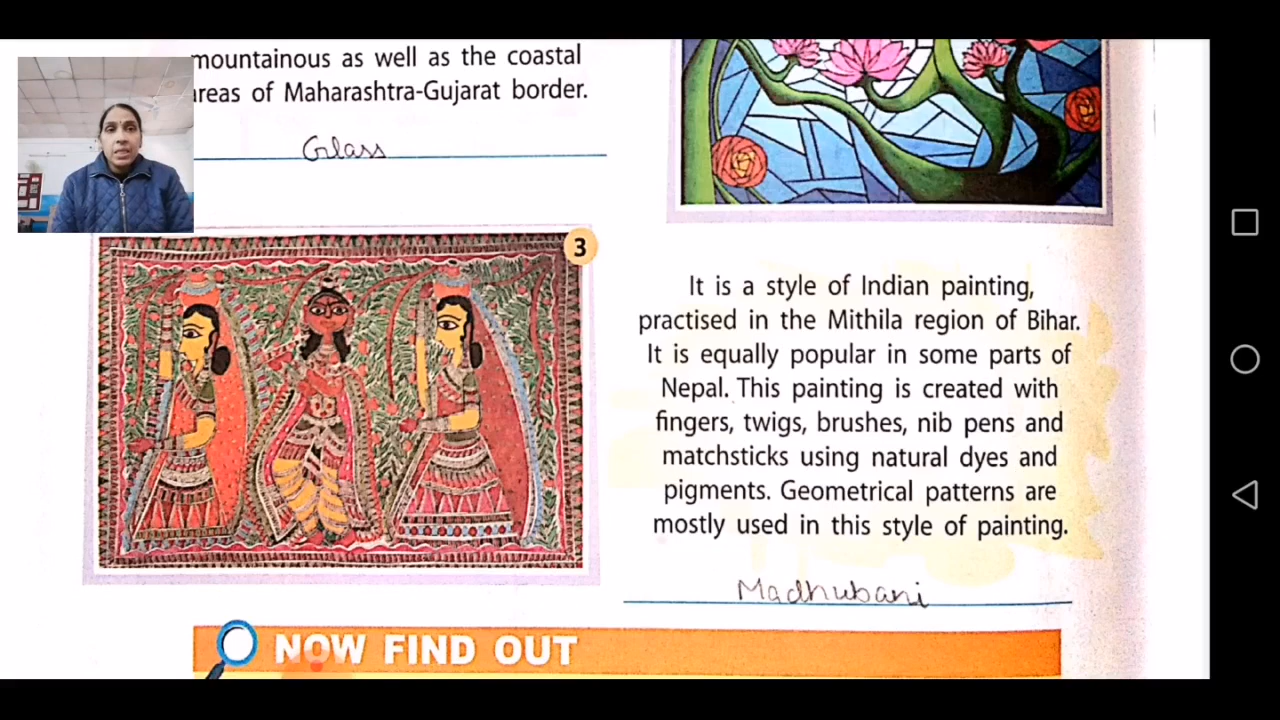 mountainous as well as the coastal
areas of Maharashtra-Gujarat border.
Glass
3
It is a style of Indian painting,
practised in the Mithila region of Bihar.
It is equally popular in some parts of
Nepal. This painting is created with
fingers, twigs, brushes, nib pens and
matchsticks using natural dyes and
pigments. Geometrical patterns are
mostly used in this style of painting.
Madhubani
NOW FIND OUT